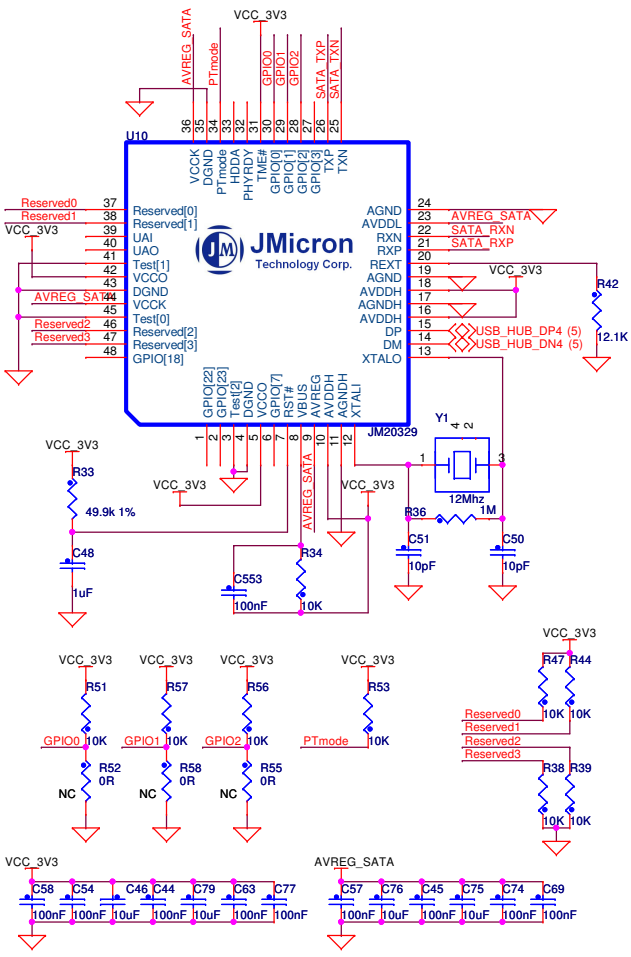 VCC_3V3
AVREG_SATA
PTmode
GPIO0
GPIO1
GPIO2
SATA_TXP
SATA_TXN
36
35
34
33
32
31
30
29
28
27
26
25
U10
VCCK
DGND
PTmode
HDDA
PHYRDY
TME#
GPIO[0]
GPIO[1]
GPIO[2]
GPIO[3]
TXP
TXN
Reserved0 37 Reserved[0]
Reserved1 38 Reserved[1]
VCC_3V3 39 UAI
40 UAO
41 Test[1]
42 VCCO
43 DGND
AVREG_SATA 44 VCCK
45 Test[0]
Reserved2 46 Reserved[2]
Reserved3 47 Reserved[3]
48 GPIO[18]
JM JMicron
Technology Corp.
AGND 24
AVDDL 23 AVREG_SATA
RXN 22 SATA_RXN
RXP 21 SATA_RXP
REXT 20
AGND 19 VCC_3V3
AVDDH 18
AGNDH 17
AVDDH 16
DP 15 USB_HUB_DP4 (5)
DM 14 USB_HUB_DN4 (5)
XTALO 13
R42
12.1K
GPIO[22]
GPIO[23]
Test[2]
DGND
VCCO
GPIO[7]
RST#
VBUS
AVREG
AVDDH
AGNDH
XTALI
JM20329
1
2
3
4
5
6
7
8
9
10
11
12
Y1
4
2
1
3
12Mhz
VCC_3V3
R33
49.9k 1%
VCC_3V3
AVREG_SATA
VCC_3V3
R36
1M
C48
1uF
C553
100nF
R34
10K
C51
10pF
C50
10pF
VCC_3V3
R51
10K
GPIO0
R52
0R
NC
VCC_3V3
R57
10K
GPIO1
R58
0R
NC
VCC_3V3
R56
10K
GPIO2
R55
0R
NC
VCC_3V3
R53
10K
PTmode
VCC_3V3
R47
R44
10K
10K
Reserved0
Reserved1
Reserved2
Reserved3
R38
R39
10K
10K
VCC_3V3
C58
C54
C46
C44
C79
C63
C77
100nF
100nF
10uF
100nF
10uF
100nF
100nF
AVREG_SATA
C57
C76
C45
C75
C74
C69
100nF
10uF
100nF
10uF
100nF
100nF